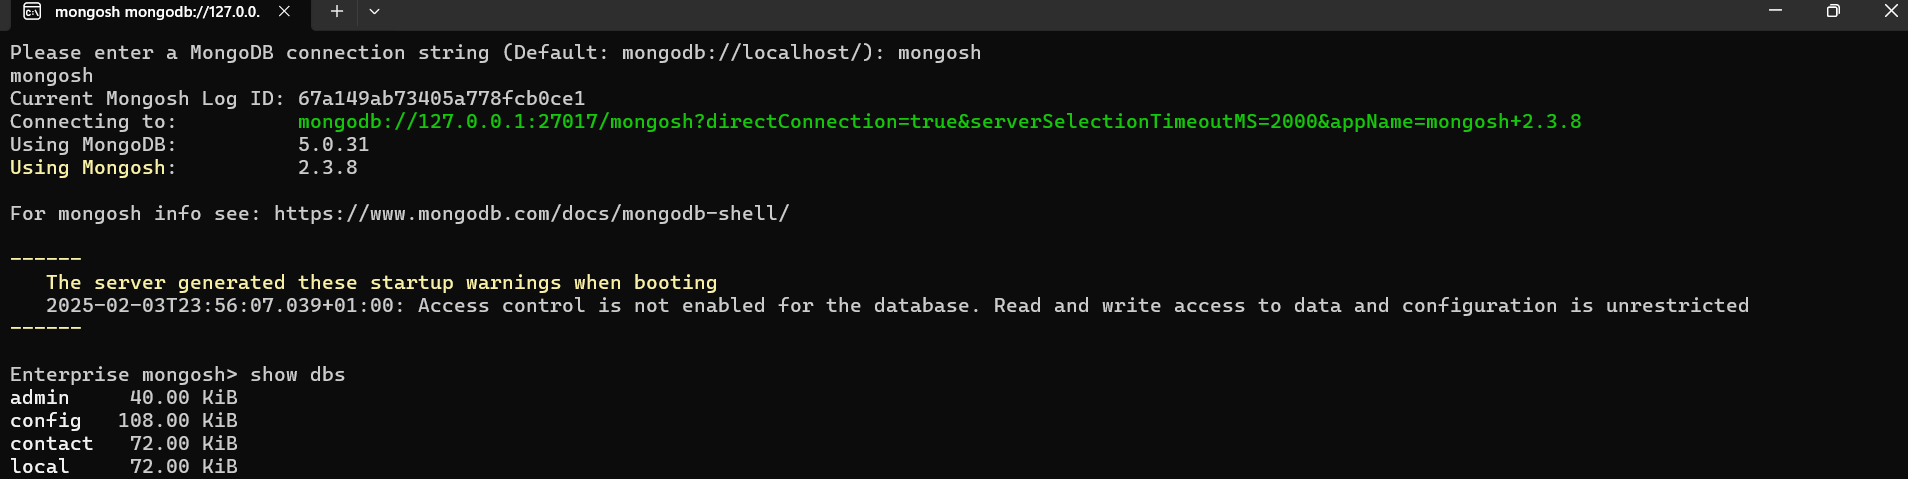 mongosh mongodb://127.0.0.
Please enter a MongoDB connection string (Default: mongodb://localhost/): mongosh
mongosh
Current Mongosh Log ID: 67a149ab73405a778fcb0ce1
Connecting to: mongodb://127.0.0.1:27017/mongosh?directConnection=true&serverSelectionTimeoutMS=2000&appName=mongosh+2.3.8
Using MongoDB: 5.0.31
Using Mongosh: 2.3.8
For mongosh info see: https://www.mongodb.com/docs/mongodb-shell/
------
The server generated these startup warnings when booting
2025-02-03T23:56:07.039+01:00: Access control is not enabled for the database. Read and write access to data and configuration is unrestricted
------
Enterprise mongosh> show dbs
admin 40.00 KiB
config 108.00 KiB
contact 72.00 KiB
local 72.00 KiB